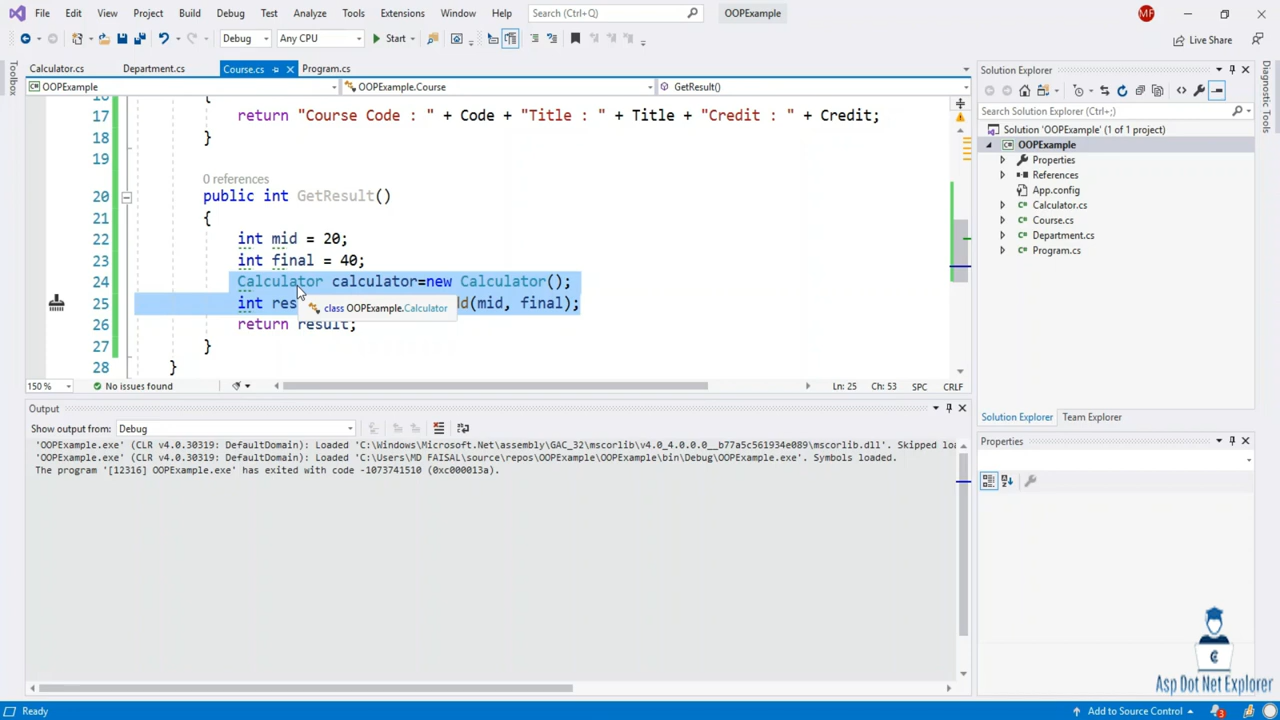 File Edit View Project Build Debug Test Analyze Tools Extensions Window Help Search (Ctrl+Q) OOPExample MF
Debug Any CPU Start Live Share
Toolbox
Calculator.cs Department.cs Course.cs Program.cs
OOPExample OOPExample.Course GetResult()
16 {
17 return "Course Code : " + Code + "Title : " + Title + "Credit : " + Credit;
18 }
19
0 references
20 public int GetResult()
21 {
22 int mid = 20;
23 int final = 40;
24 Calculator calculator=new Calculator();
25 int res d(mid, final);
class OOPExample.Calculator
26 return result;
27 }
28 }
150 % No issues found Ln: 25 Ch: 53 SPC CRLF
Output
Show output from: Debug
'OOPExample.exe' (CLR v4.0.30319: DefaultDomain): Loaded 'C:\Windows\Microsoft.Net\assembly\GAC_32\mscorlib\v4.0_4.0.0.0__b77a5c561934e089\mscorlib.dll'. Skipped lo
'OOPExample.exe' (CLR v4.0.30319: DefaultDomain): Loaded 'C:\Users\MD FAISAL\source\repos\OOPExample\OOPExample\bin\Debug\OOPExample.exe'. Symbols loaded.
The program '[12316] OOPExample.exe' has exited with code -1073741510 (0xc000013a).
Solution Explorer
Search Solution Explorer (Ctrl+;)
Solution 'OOPExample' (1 of 1 project)
OOPExample
Properties
References
App.config
Calculator.cs
Course.cs
Department.cs
Program.cs
Solution Explorer Team Explorer
Properties
Diagnostic Tools
Asp Dot Net Explorer
Ready Add to Source Control 3